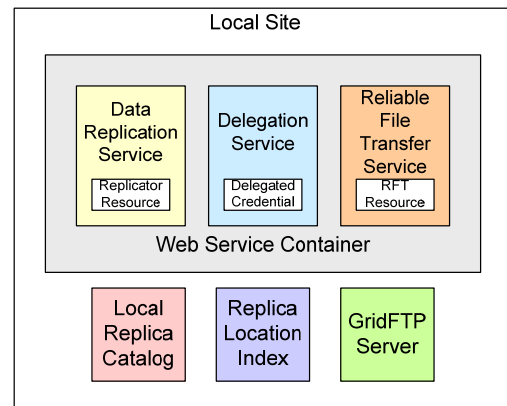 Local Site
Data
Replication
Service
Replicator
Resource
Delegation
Service
Delegated
Credential
Reliable
File
Transfer
Service
RFT
Resource
Web Service Container
Local
Replica
Catalog
Replica
Location
Index
GridFTP
Server